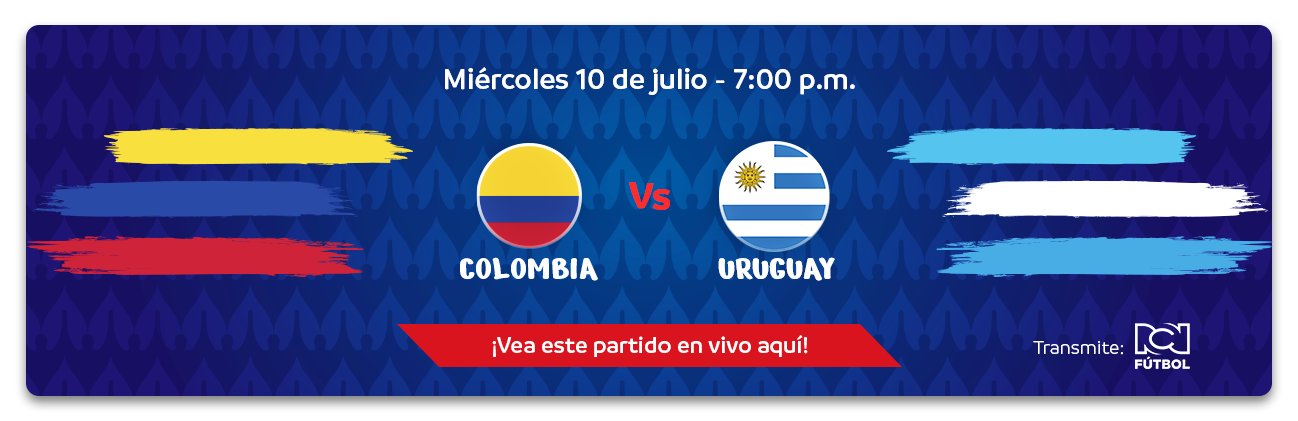 Miércoles 10 de julio - 7:00 p.m.
Vs
COLOMBIA
URUGUAY
¡Vea este partido en vivo aquí!
Transmite: RCN
FÚTBOL